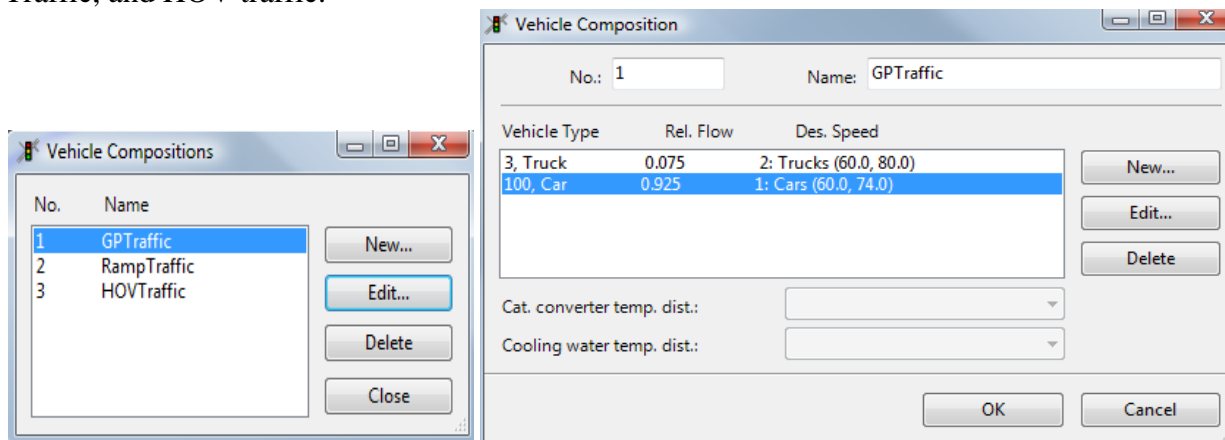 Traffic, and HOV traffic.
Vehicle Compositions
No. Name
1 GPTraffic
2 RampTraffic
3 HOVTraffic
New...
Edit...
Delete
Close
Vehicle Composition
No.: 1 Name: GPTraffic
Vehicle Type Rel. Flow Des. Speed
3, Truck 0.075 2: Trucks (60.0, 80.0)
100, Car 0.925 1: Cars (60.0, 74.0)
New...
Edit...
Delete
Cat. converter temp. dist.:
Cooling water temp. dist.:
OK Cancel